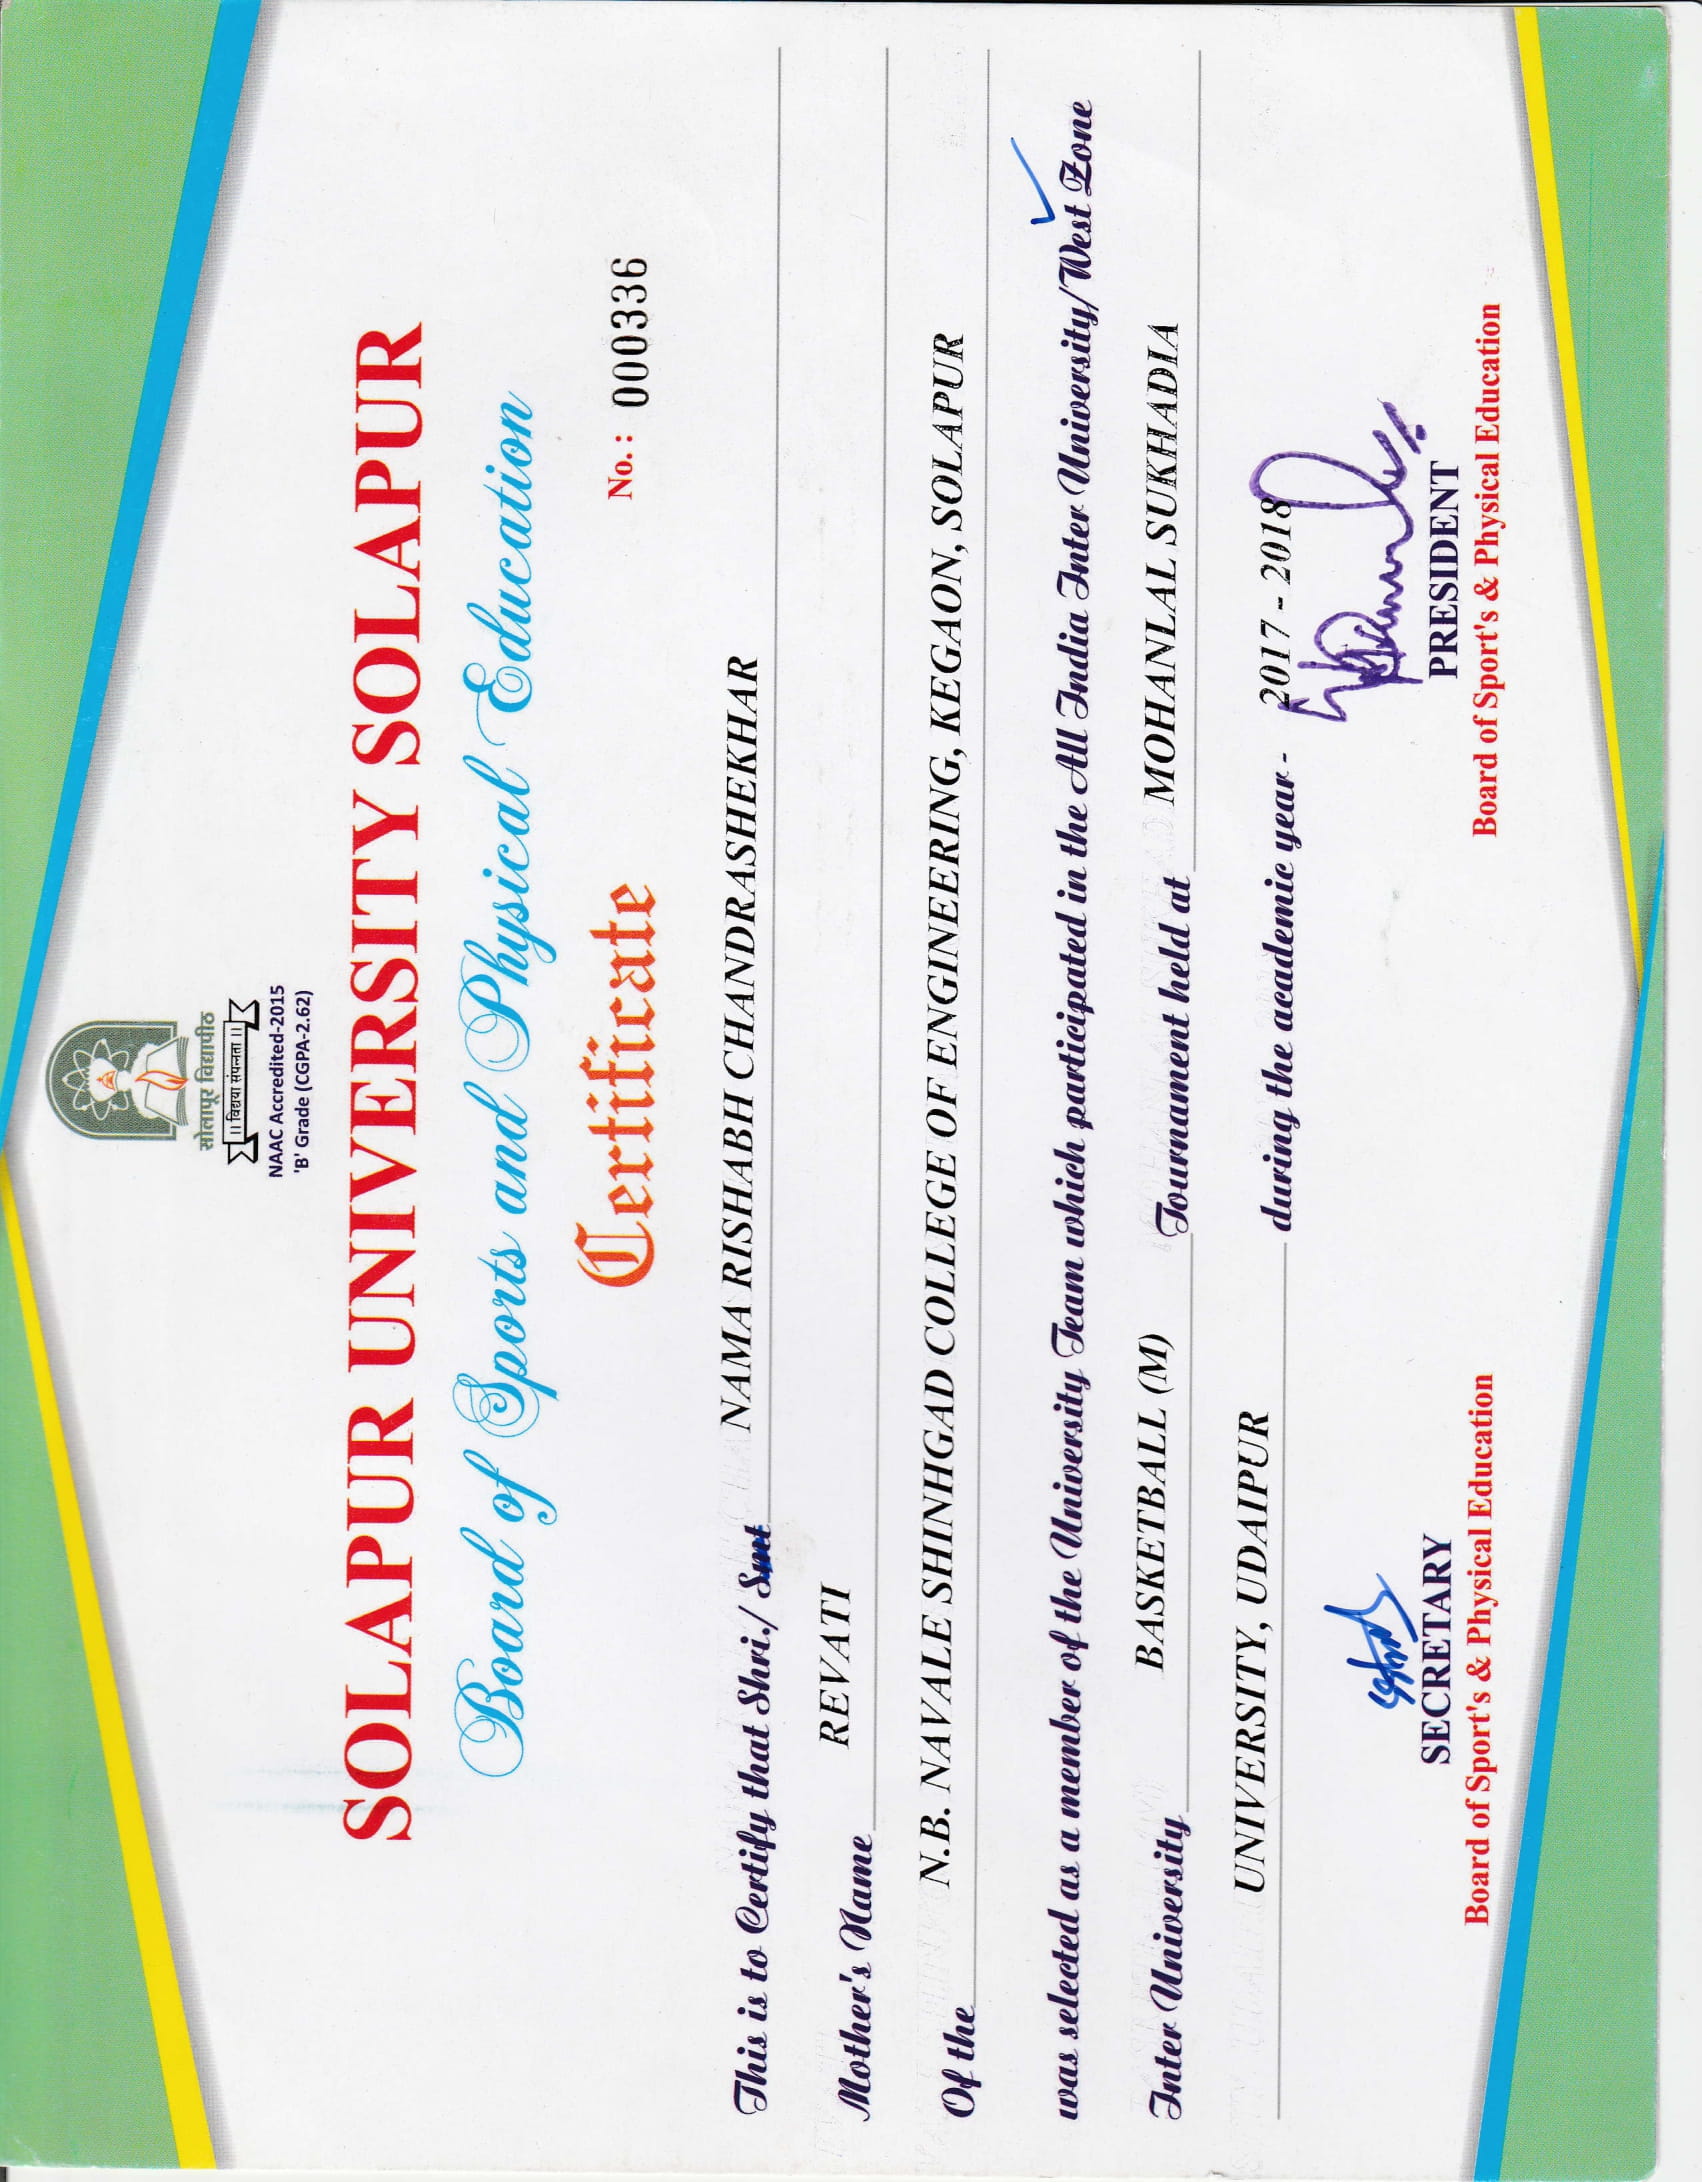 सोलापूर विद्यापीठ
।। विद्यया संपन्नता ।।
NAAC Accredited-2015
'B' Grade (CGPA-2.62)
SOLAPUR UNIVERSITY SOLAPUR
Board of Sports and Physical Education
Certificate
No. : 000336
This is to Certify that Shri./ Smt NAMA RISHABH CHANDRASHEKHAR
Mother's Name REVATI
Of the N.B. NAVALE SHINHGAD COLLEGE OF ENGINEERING, KEGAON, SOLAPUR
was selected as a member of the University Team which participated in the All India Inter University/West Zone
Inter University BASKETBALL (M) Tournament held at MOHANLAL SUKHADIA
UNIVERSITY, UDAIPUR during the academic year - 2017 - 2018
SECRETARY
Board of Sport's & Physical Education
PRESIDENT
Board of Sport's & Physical Education